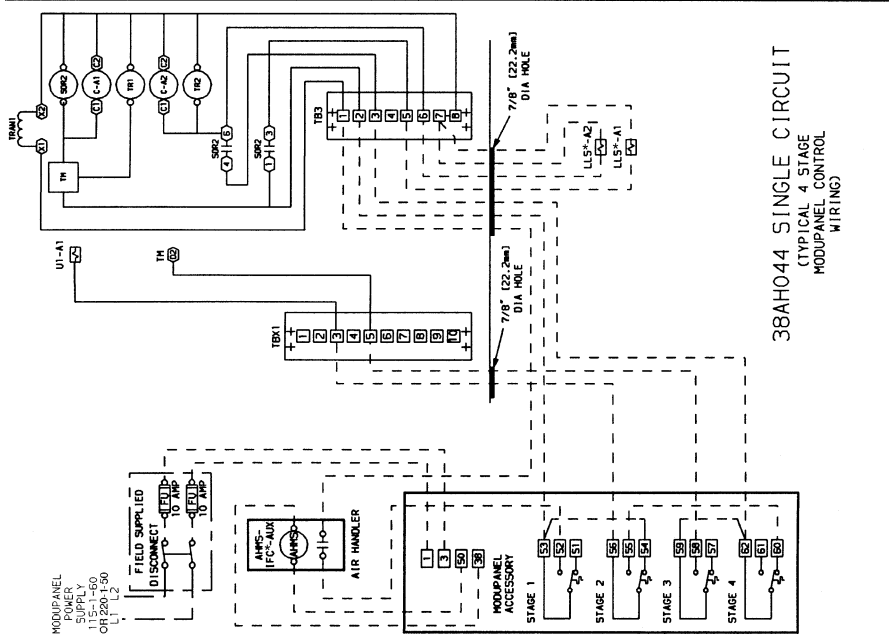 TRAN1
X1
X2
SDR2
C2
C-A1
C1
TR1
C2
C-A2
C1
TR2
TM
SDR2
4
6
SDR2
1
3
TB3
1
2
3
4
5
6
7
8
U1-A1
TM
D2
TBX1
1
2
3
4
5
6
7
8
9
10
7/8" [22.2mm]
DIA HOLE
7/8" [22.2mm]
DIA HOLE
LLS*-A2
LLS*-A1
38AH044 SINGLE CIRCUIT
(TYPICAL 4 STAGE
MODUPANEL CONTROL
WIRING)
MODUPANEL
POWER
SUPPLY
115-1-60
OR 220-1-50
L1 L2
FIELD SUPPLIED
DISCONNECT
FU
10 AMP
FU
10 AMP
AHMS-
IFC*-AUX
AHMS
AIR HANDLER
MODUPANEL
ACCESSORY
1
3
50
38
STAGE 1
53
52
51
STAGE 2
56
55
54
STAGE 3
59
58
57
STAGE 4
62
61
60